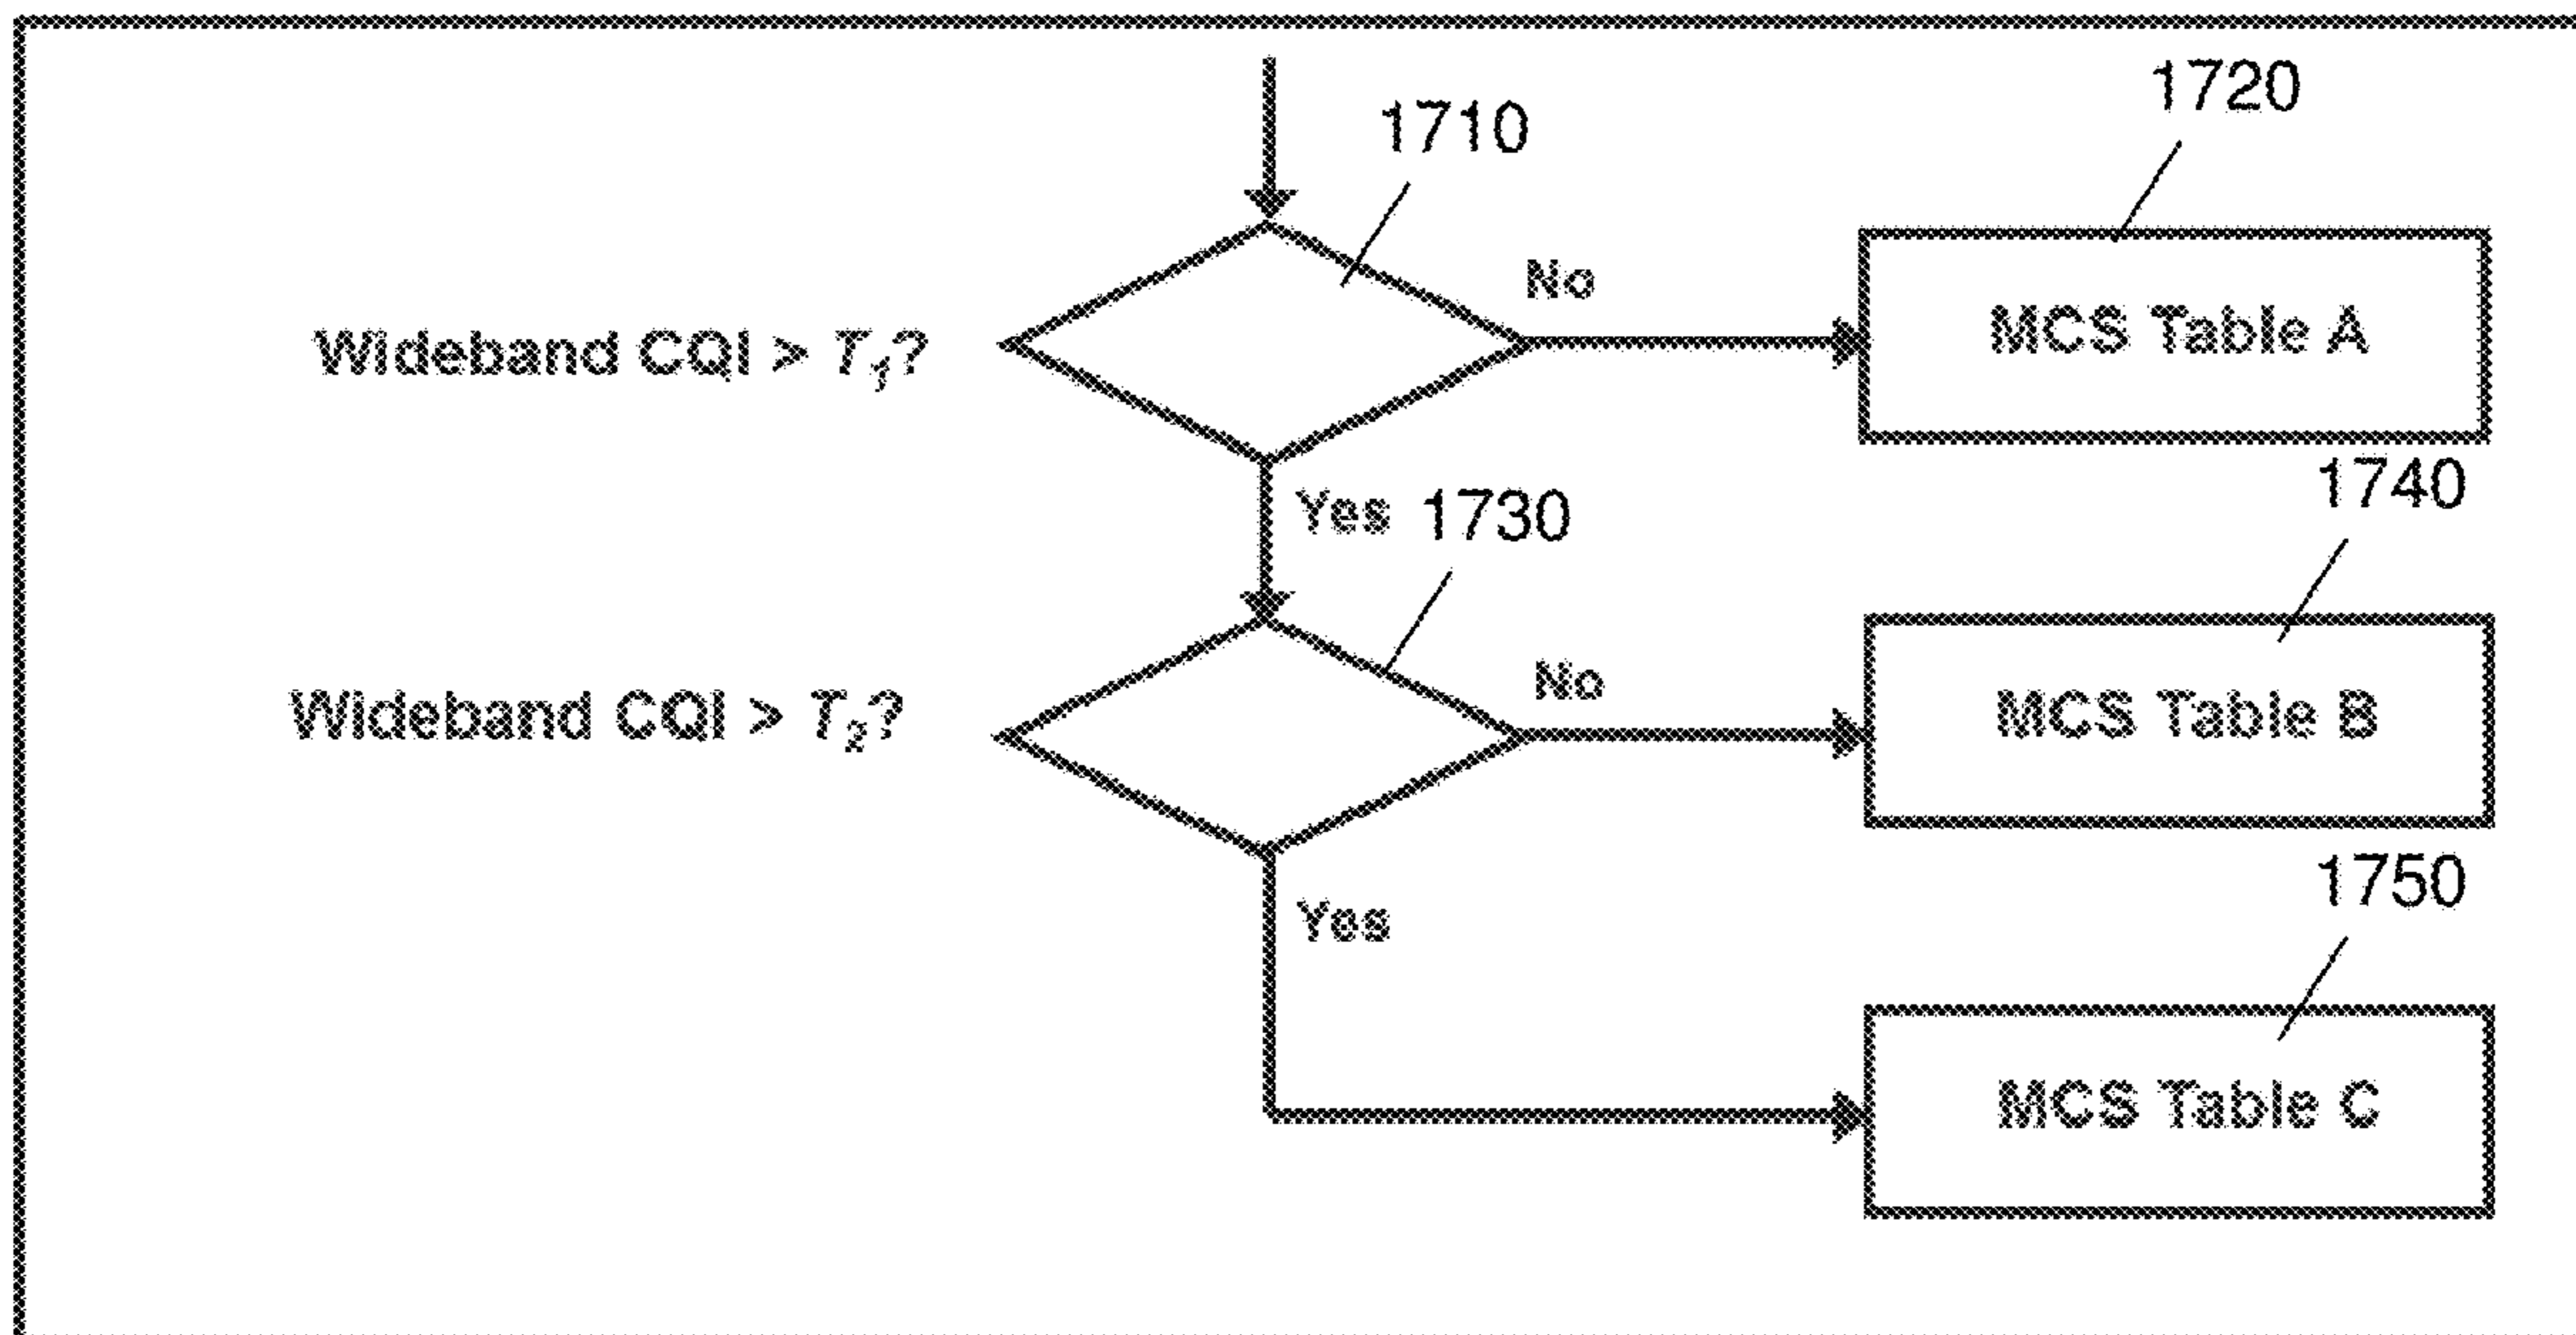 1720
1710
No
Wideband CQI > T₁?
MCS Table A
1740
Yes
1730
No
Wideband CQI > T₂?
MCS Table B
1750
Yes
MCS Table C